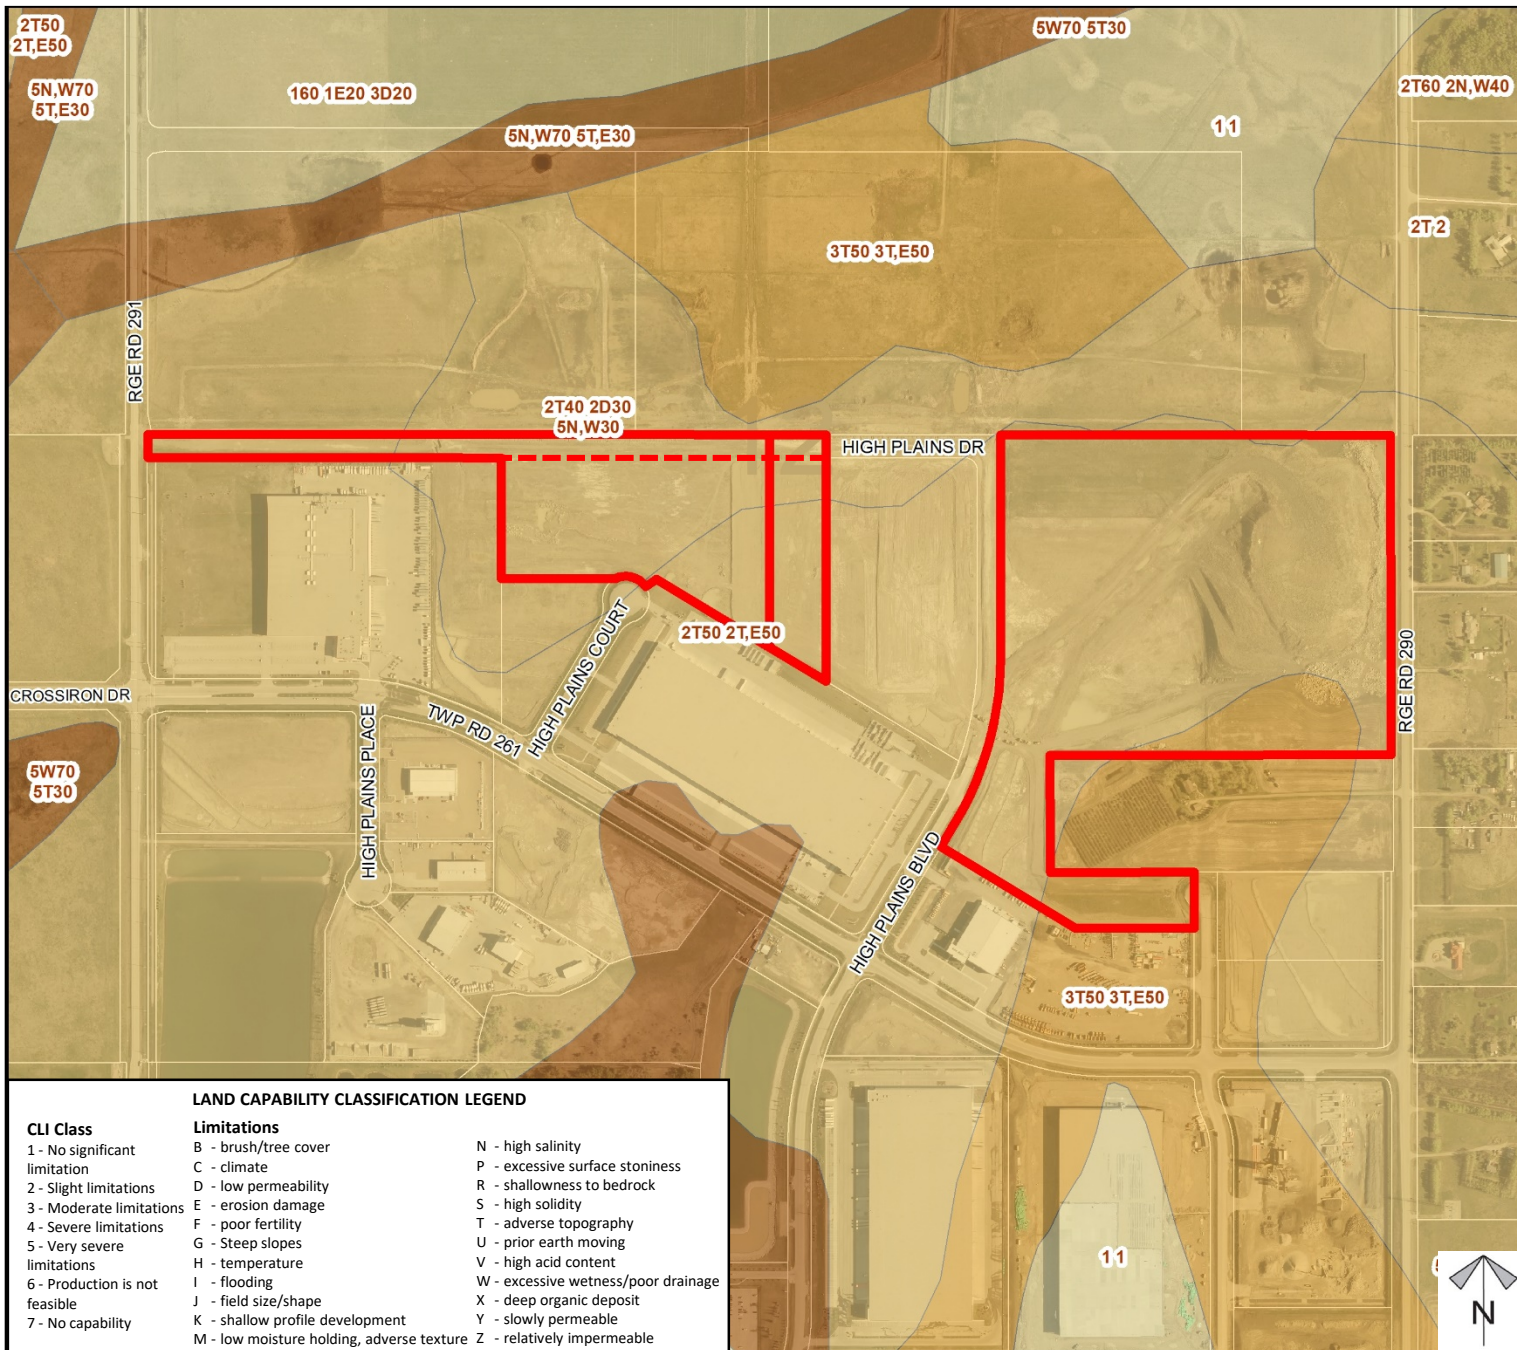 2T50
2T,E50
5N,W70
5T,E30
160 1E20 3D20
5N,W70 5T,E30
5W70 5T30
11
2T60 2N,W40
2T 2
3T50 3T,E50
RGE RD 291
2T40 2D30
5N,W30
HIGH PLAINS DR
2T50 2T,E50
HIGH PLAINS COURT
RGE RD 290
CROSSIRON DR
TWP RD 261
HIGH PLAINS PLACE
5W70
5T30
HIGH PLAINS BLVD
3T50 3T,E50
11
N
LAND CAPABILITY CLASSIFICATION LEGEND
CLI Class
1 - No significant
limitation
2 - Slight limitations
3 - Moderate limitations
4 - Severe limitations
5 - Very severe
limitations
6 - Production is not
feasible
7 - No capability
Limitations
B - brush/tree cover
C - climate
D - low permeability
E - erosion damage
F - poor fertility
G - Steep slopes
H - temperature
I - flooding
J - field size/shape
K - shallow profile development
M - low moisture holding, adverse texture
N - high salinity
P - excessive surface stoniness
R - shallowness to bedrock
S - high solidity
T - adverse topography
U - prior earth moving
V - high acid content
W - excessive wetness/poor drainage
X - deep organic deposit
Y - slowly permeable
Z - relatively impermeable